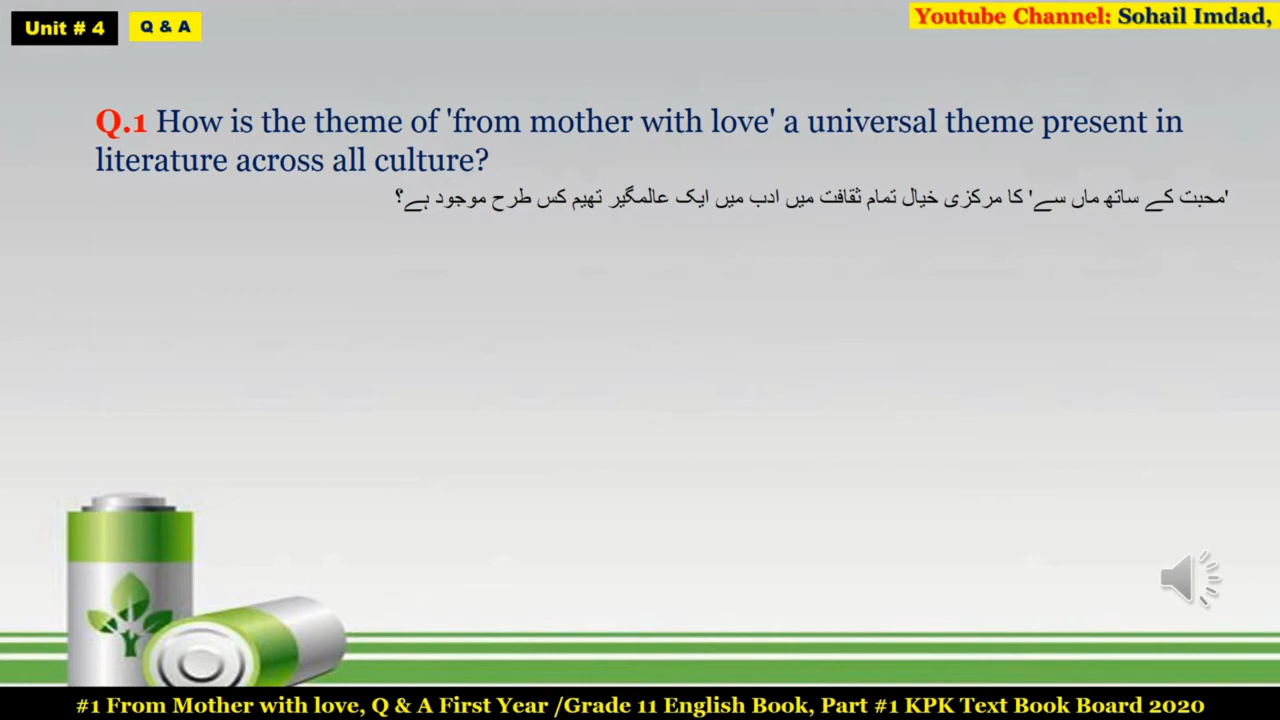 Unit # 4
Q & A
Youtube Channel: Sohail Imdad,
Q.1 How is the theme of 'from mother with love' a universal theme present in
literature across all culture?
'محبت کے ساتھ ماں سے' کا مرکزی خیال تمام ثقافت میں ادب میں ایک عالمگیر تھیم کس طرح موجود ہے؟
#1 From Mother with love, Q & A First Year /Grade 11 English Book, Part #1 KPK Text Book Board 2020